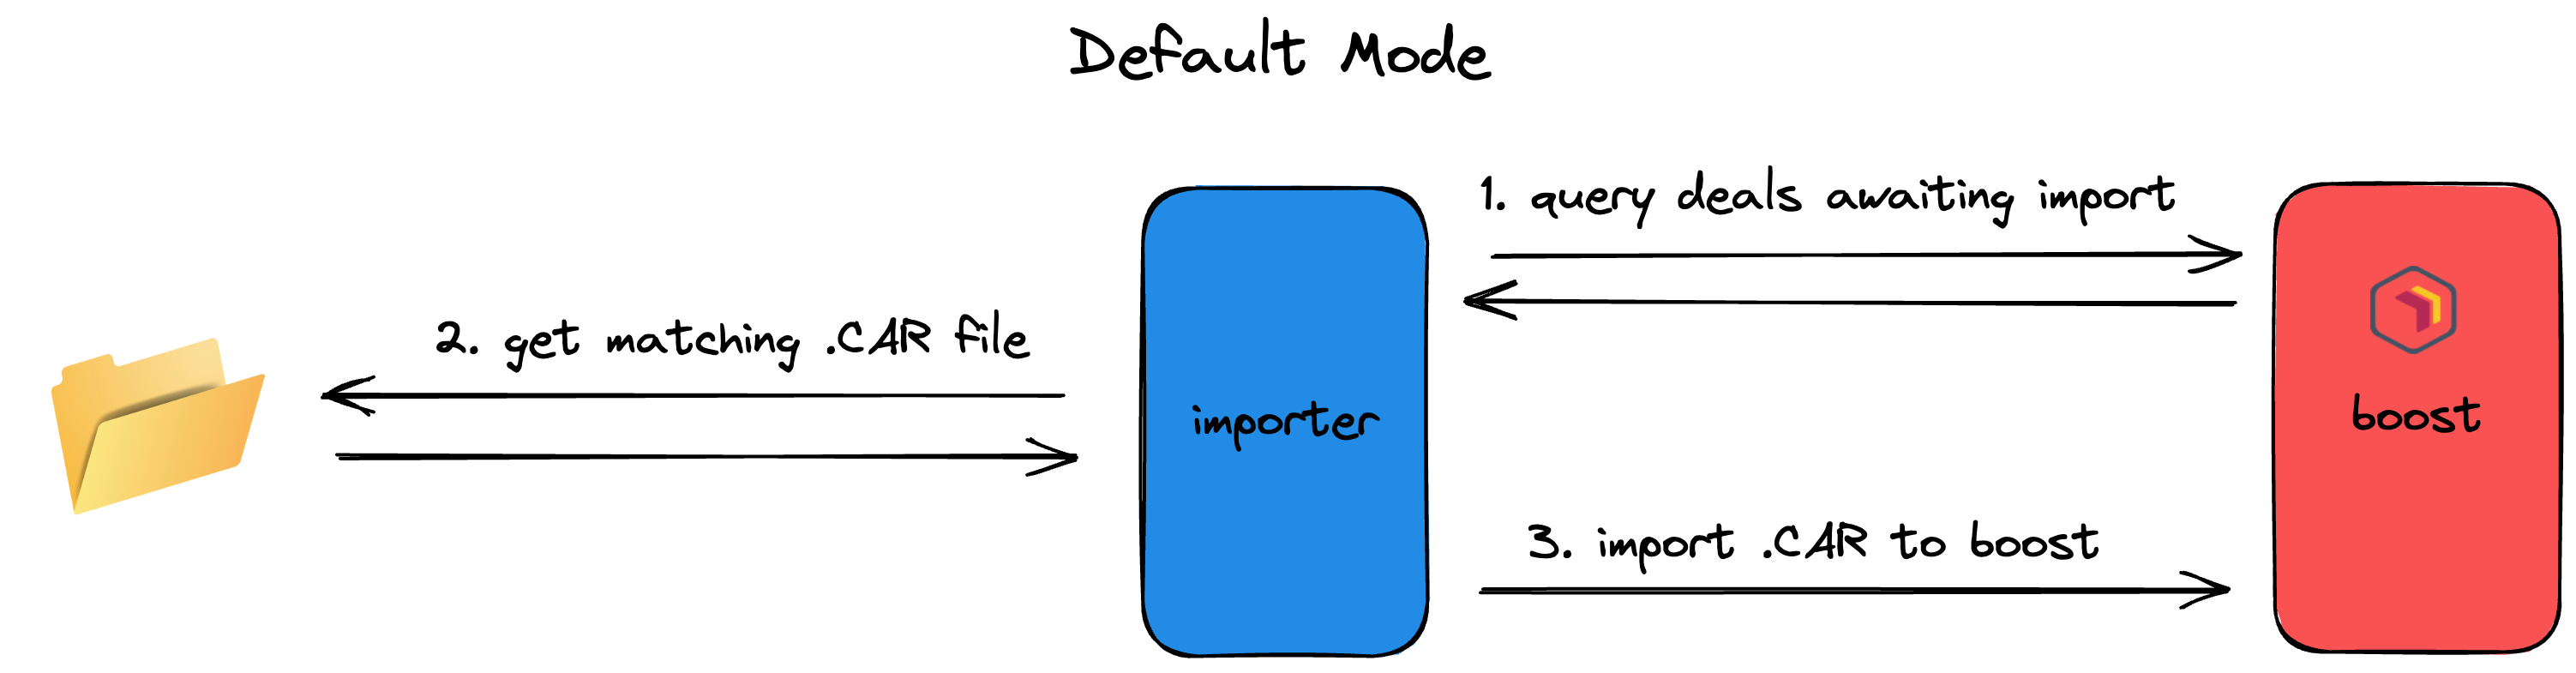 Default Mode
1. query deals awaiting import
2. get matching .CAR file
importer
boost
3. import .CAR to boost